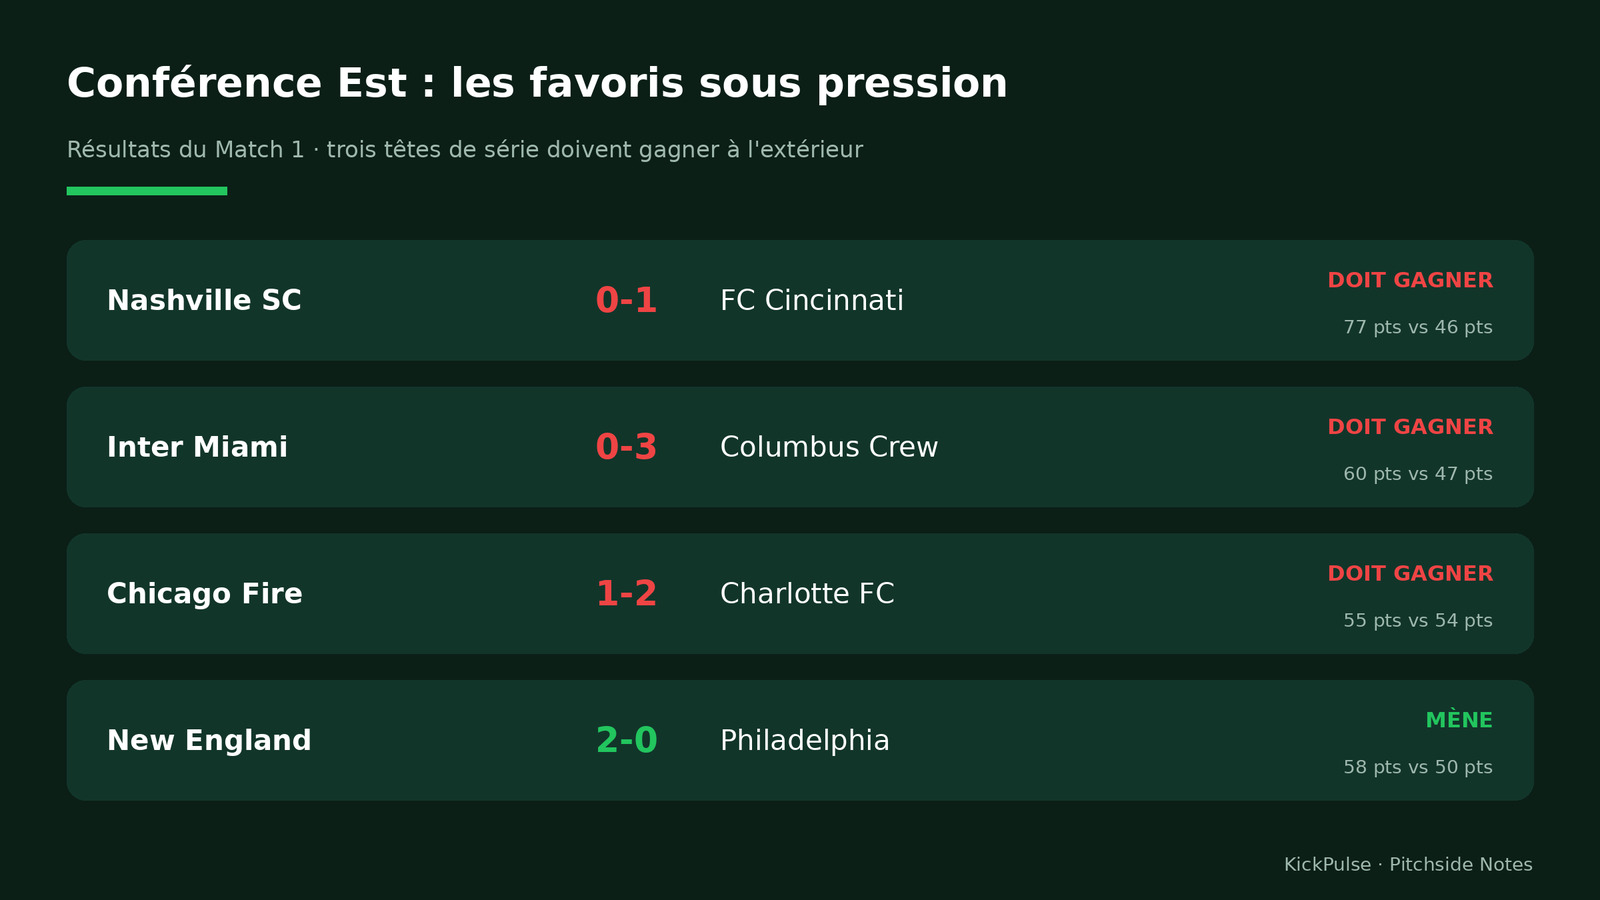 Conférence Est : les favoris sous pression
Résultats du Match 1 · trois têtes de série doivent gagner à l'extérieur
Nashville SC 0-1 FC Cincinnati DOIT GAGNER
77 pts vs 46 pts
Inter Miami 0-3 Columbus Crew DOIT GAGNER
60 pts vs 47 pts
Chicago Fire 1-2 Charlotte FC DOIT GAGNER
55 pts vs 54 pts
New England 2-0 Philadelphia MÈNE
58 pts vs 50 pts
KickPulse · Pitchside Notes